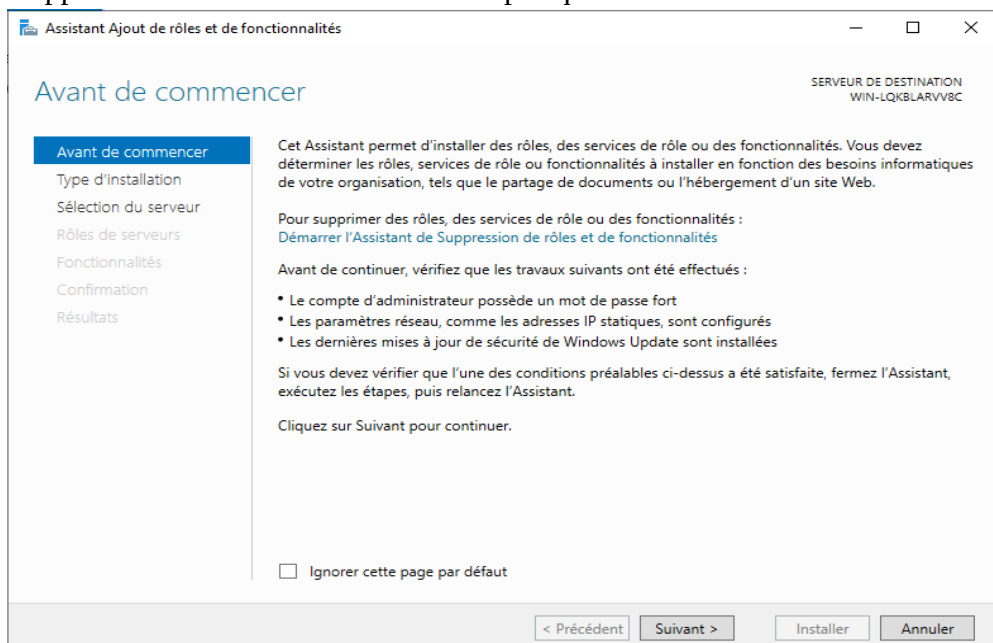 Assistant Ajout de rôles et de fonctionnalités
Avant de commencer
SERVEUR DE DESTINATION
WIN-LQKBLARVV8C
Avant de commencer
Type d'installation
Sélection du serveur
Rôles de serveurs
Fonctionnalités
Confirmation
Résultats
Cet Assistant permet d'installer des rôles, des services de rôle ou des fonctionnalités. Vous devez
déterminer les rôles, services de rôle ou fonctionnalités à installer en fonction des besoins informatiques
de votre organisation, tels que le partage de documents ou l'hébergement d'un site Web.
Pour supprimer des rôles, des services de rôle ou des fonctionnalités :
Démarrer l'Assistant de Suppression de rôles et de fonctionnalités
Avant de continuer, vérifiez que les travaux suivants ont été effectués :
• Le compte d'administrateur possède un mot de passe fort
• Les paramètres réseau, comme les adresses IP statiques, sont configurés
• Les dernières mises à jour de sécurité de Windows Update sont installées
Si vous devez vérifier que l'une des conditions préalables ci-dessus a été satisfaite, fermez l'Assistant,
exécutez les étapes, puis relancez l'Assistant.
Cliquez sur Suivant pour continuer.
Ignorer cette page par défaut
< Précédent
Suivant >
Installer
Annuler